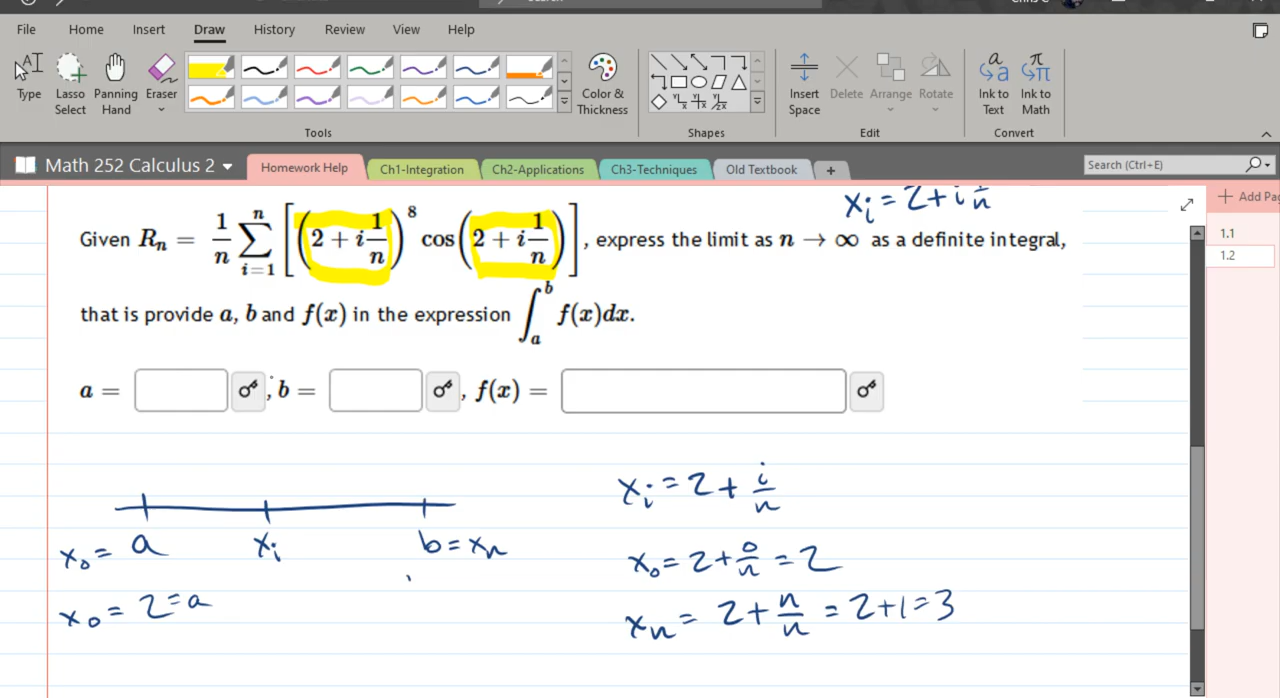 File Home Insert Draw History Review View Help
Type Lasso Select Panning Hand Eraser Color & Thickness Insert Space Delete Arrange Rotate Ink to Text Ink to Math
Tools Shapes Edit Convert
Math 252 Calculus 2 Homework Help Ch1-Integration Ch2-Applications Ch3-Techniques Old Textbook + Search (Ctrl+E)
+ Add Pag
1.1
1.2
xᵢ = 2 + i 1/n
Given Rₙ = 1/n ∑ᵢ₌₁ⁿ [(2 + i 1/n)⁸ cos(2 + i 1/n)], express the limit as n → ∞ as a definite integral,
that is provide a, b and f(x) in the expression ∫ₐᵇ f(x)dx.
a = , b = , f(x) =
xᵢ = 2 + i/n
x₀ = a xᵢ b = xₙ
x₀ = 2 + 0/n = 2
x₀ = 2 = a
xₙ = 2 + n/n = 2 + 1 = 3